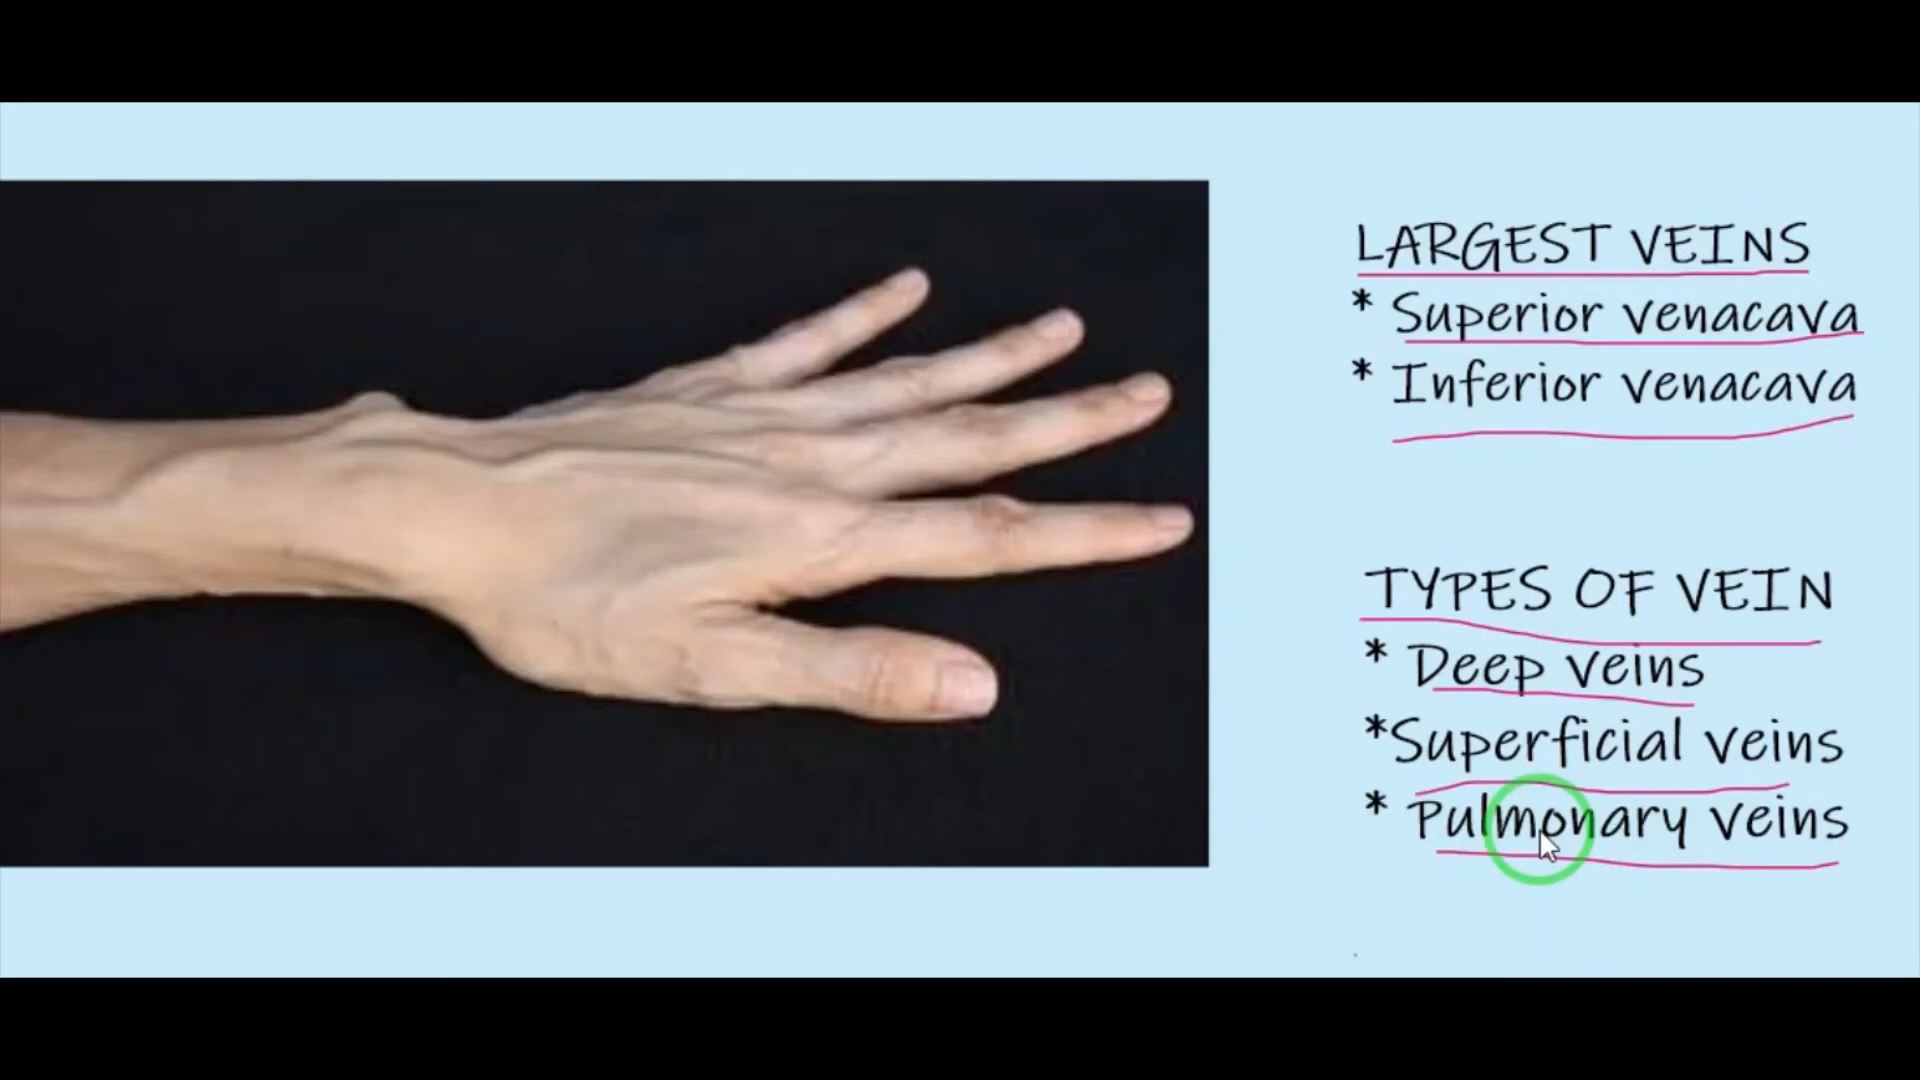 LARGEST VEINS
* Superior venacava
* Inferior venacava
TYPES OF VEIN
* Deep veins
*Superficial veins
* Pulmonary veins